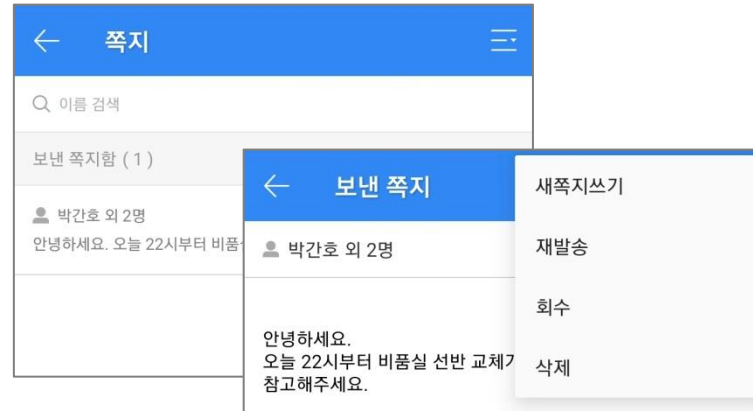 쪽지
이름 검색
보낸 쪽지함 ( 1 )
박간호 외 2명
안녕하세요. 오늘 22시부터 비품
보낸 쪽지
박간호 외 2명
안녕하세요.
오늘 22시부터 비품실 선반 교체
참고해주세요.
새쪽지쓰기
재발송
회수
삭제